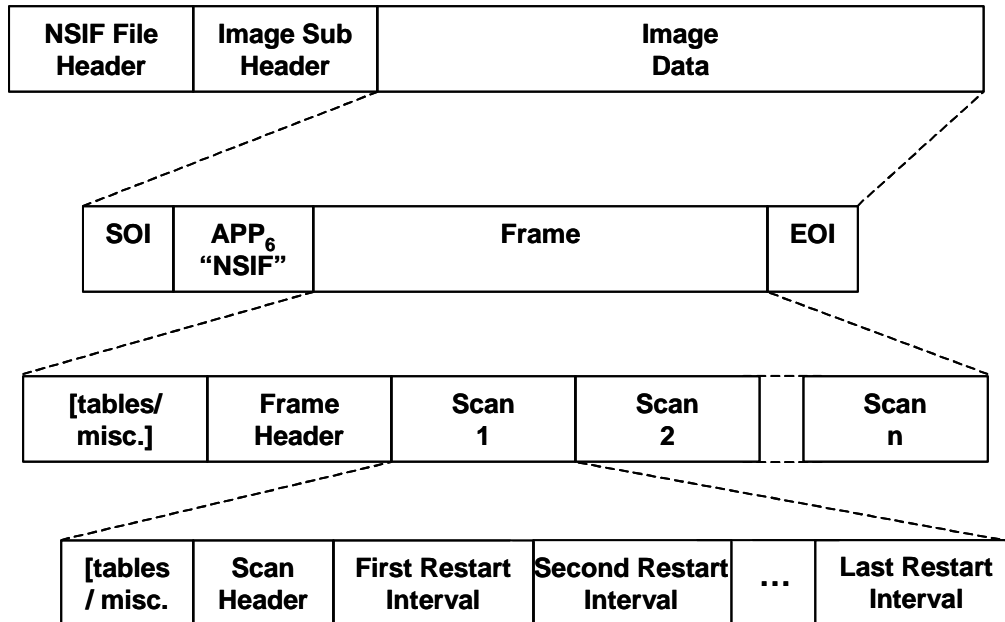 NSIF File
Header
Image Sub
Header
Image
Data
SOI
APP6
“NSIF”
Frame
EOI
[tables/
misc.]
Frame
Header
Scan
1
Scan
2
Scan
n
[tables
/ misc.
Scan
Header
First Restart
Interval
Second Restart
Interval
...
Last Restart
Interval